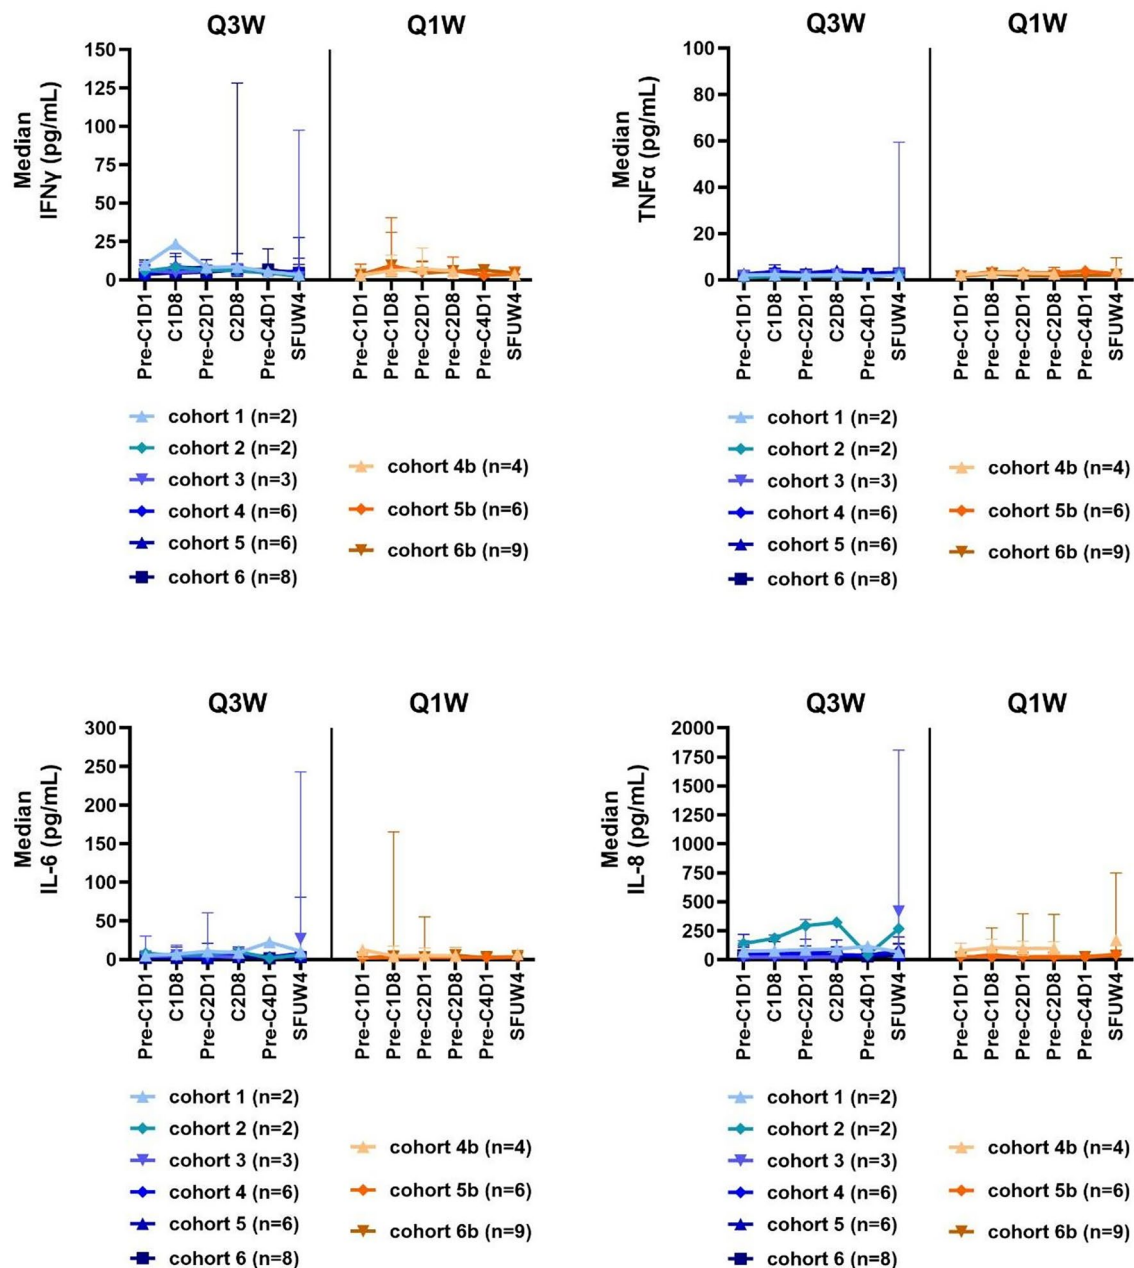 Q3W
Q1W
Median
IFNγ (pg/mL)
150
125
100
75
50
25
0
Pre-C1D1
C1D8
Pre-C2D1
C2D8
Pre-C4D1
SFUW4
Pre-C1D1
Pre-C1D8
Pre-C2D1
Pre-C2D8
Pre-C4D1
SFUW4
cohort 1 (n=2)
cohort 2 (n=2)
cohort 3 (n=3)
cohort 4 (n=6)
cohort 5 (n=6)
cohort 6 (n=8)
cohort 4b (n=4)
cohort 5b (n=6)
cohort 6b (n=9)
Q3W
Q1W
Median
TNFα (pg/mL)
100
80
60
40
20
0
Pre-C1D1
C1D8
Pre-C2D1
C2D8
Pre-C4D1
SFUW4
Pre-C1D1
Pre-C1D8
Pre-C2D1
Pre-C2D8
Pre-C4D1
SFUW4
cohort 1 (n=2)
cohort 2 (n=2)
cohort 3 (n=3)
cohort 4 (n=6)
cohort 5 (n=6)
cohort 6 (n=8)
cohort 4b (n=4)
cohort 5b (n=6)
cohort 6b (n=9)
Q3W
Q1W
Median
IL-6 (pg/mL)
300
250
200
150
100
50
0
Pre-C1D1
C1D8
Pre-C2D1
C2D8
Pre-C4D1
SFUW4
Pre-C1D1
Pre-C1D8
Pre-C2D1
Pre-C2D8
Pre-C4D1
SFUW4
cohort 1 (n=2)
cohort 2 (n=2)
cohort 3 (n=3)
cohort 4 (n=6)
cohort 5 (n=6)
cohort 6 (n=8)
cohort 4b (n=4)
cohort 5b (n=6)
cohort 6b (n=9)
Q3W
Q1W
Median
IL-8 (pg/mL)
2000
1750
1500
1250
1000
750
500
250
0
Pre-C1D1
C1D8
Pre-C2D1
C2D8
Pre-C4D1
SFUW4
Pre-C1D1
Pre-C1D8
Pre-C2D1
Pre-C2D8
Pre-C4D1
SFUW4
cohort 1 (n=2)
cohort 2 (n=2)
cohort 3 (n=3)
cohort 4 (n=6)
cohort 5 (n=6)
cohort 6 (n=8)
cohort 4b (n=4)
cohort 5b (n=6)
cohort 6b (n=9)